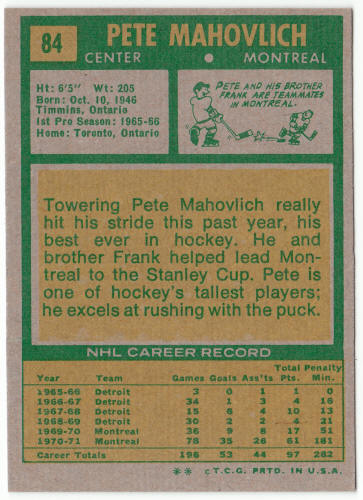 84
PETE MAHOVLICH
CENTER • MONTREAL
Ht: 6'5" Wt: 205
Born: Oct. 10, 1946
Timmins, Ontario
1st Pro Season: 1965-66
Home: Toronto, Ontario
PETE AND HIS BROTHER
FRANK ARE TEAMMATES
IN MONTREAL.
Towering Pete Mahovlich really
hit his stride this past year, his
best ever in hockey. He and
brother Frank helped lead Mon-
treal to the Stanley Cup. Pete is
one of hockey's tallest players;
he excels at rushing with the puck.
NHL CAREER RECORD
Total Penalty
Year Team Games Goals Ass'ts Pts. Min.
1965-66 Detroit 3 0 1 1 0
1966-67 Detroit 34 1 3 4 16
1967-68 Detroit 15 6 4 10 13
1968-69 Detroit 30 2 2 4 21
1969-70 Montreal 36 9 8 17 51
1970-71 Montreal 78 35 26 61 181
Career Totals 196 53 44 97 282
** ©T.C.G. PRTD. IN U.S.A.